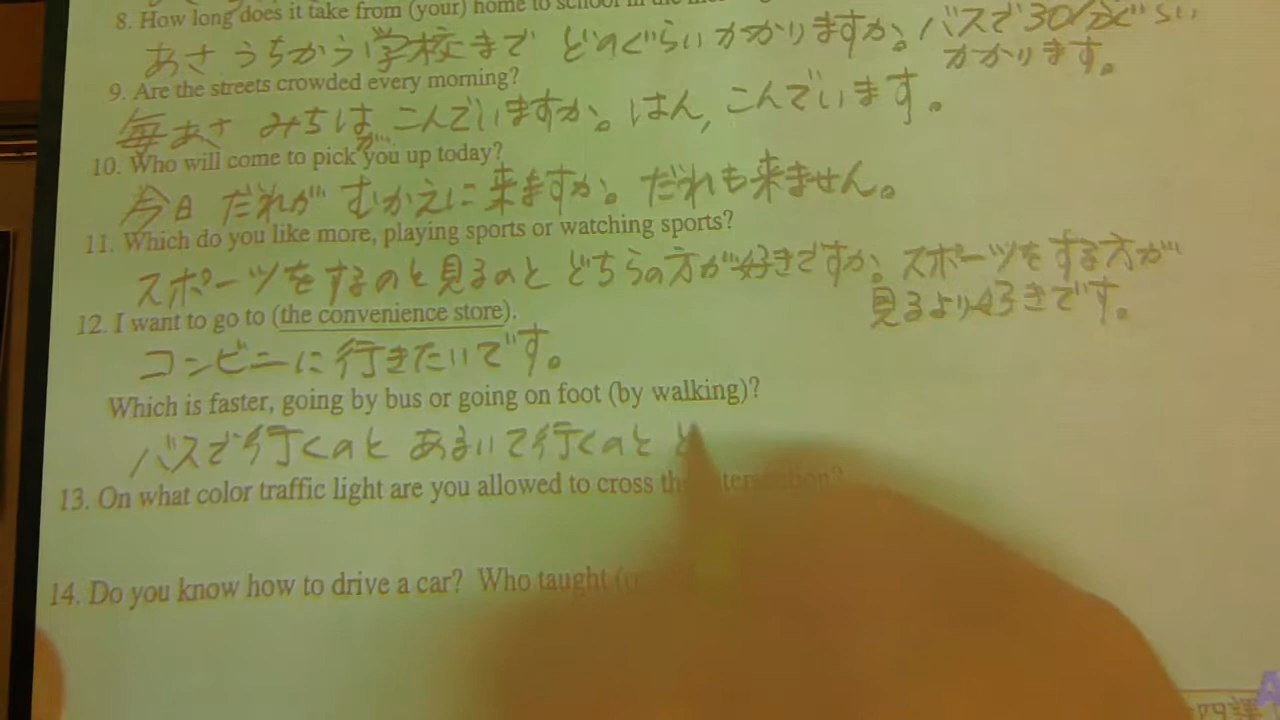 8. How long does it take from (your) home to school in the
あさ うちから学校まで どのぐらいかかりますか。バスで30分ぐらい
かかります。
9. Are the streets crowded every morning?
毎あさ みちは こんでいますか。はん, こんでいます。
が
10. Who will come to pick you up today?
今日 だれが むかえに来ますか。だれも来ません。
11. Which do you like more, playing sports or watching sports?
スポーツをするのと見るのと どちらの方が好きですか。スポーツをする方が
見るより好きです。
12. I want to go to (the convenience store).
コンビニに行きたいです。
Which is faster, going by bus or going on foot (by walking)?
バスで行くのと あるいて行くのと ど
13. On what color traffic light are you allowed to cross the intersection?
14. Do you know how to drive a car? Who taught